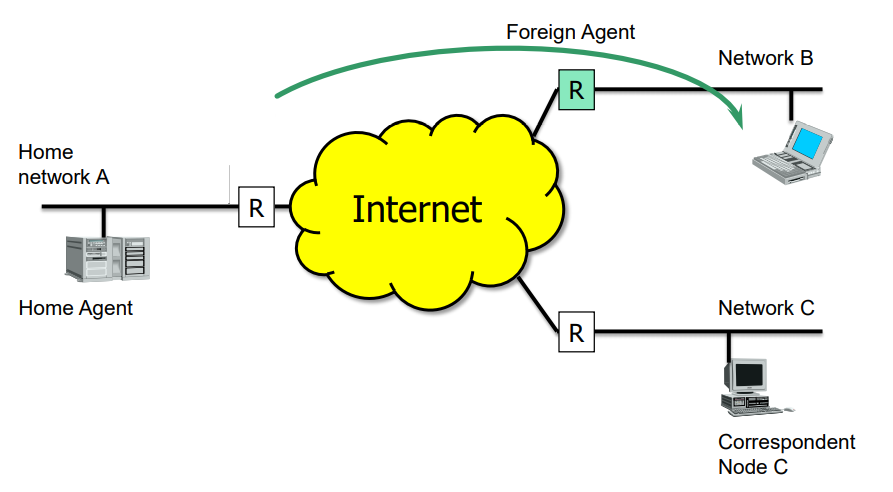 Foreign Agent
Network B
R
Home
network A
R
Internet
Home Agent
Network C
R
Correspondent
Node C